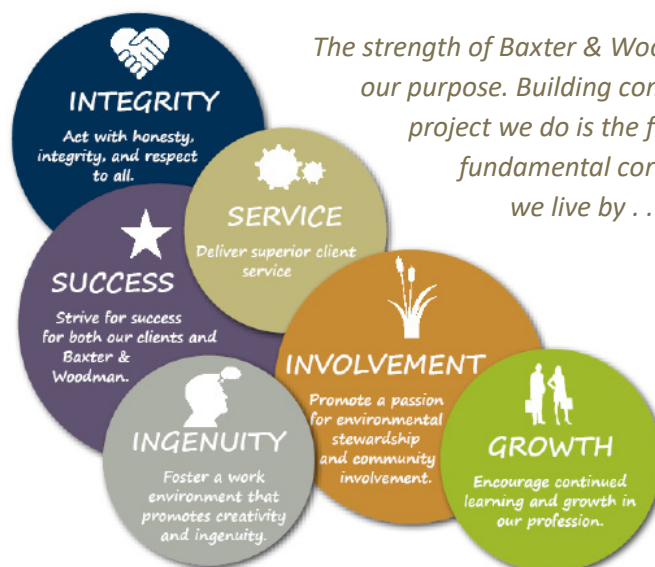 The strength of Baxter &
our purpose. Building
project we do is the
fundamental
we live by . .
INTEGRITY
Act with honesty,
integrity, and respect
to all.
SERVICE
Deliver superior client
service
SUCCESS
Strive for success
for both our clients and
Baxter &
Woodman.
INVOLVEMENT
Promote a passion
for environmental
stewardship
and community
involvement.
INGENUITY
Foster a work
environment that
promotes creativity
and ingenuity.
GROWTH
Encourage continued
learning and growth in
our profession.